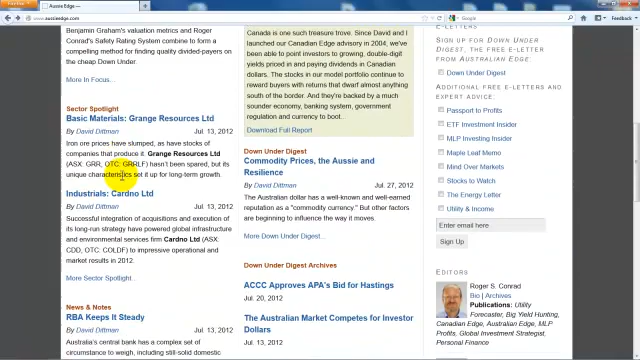 Firefox
Aussie Edge —
www.aussieedge.com
Google
Feedback
Benjamin Graham's valuation metrics and Roger
Conrad's Safety Rating System combine to form a
compelling method for finding quality divided-payers on
the cheap Down Under.
More In Focus...
Sector Spotlight
Basic Materials: Grange Resources Ltd
By David Dittman Jul. 13, 2012
Iron ore prices have slumped, as have stocks of
companies that produce it. Grange Resources Ltd
(ASX: GRR, OTC: GRRLF) hasn't been spared, but its
unique characteristics set it up for long-term growth.
Industrials: Cardno Ltd
By David Dittman Jul. 13, 2012
Successful integration of acquisitions and execution of
its long-run strategy have powered global infrastructure
and environmental services firm Cardno Ltd (ASX:
CDD, OTC: COLDF) to impressive operational and
market results in 2012.
More Sector Spotlight...
News & Notes
RBA Keeps It Steady
By David Dittman Jul. 13, 2012
Australia's central bank has a complex set of
circumstance to weigh, including still-solid domestic
Canada is one such treasure trove. Since David and I
launched our Canadian Edge advisory in 2004, we've
been able to point investors to growing, double-digit
yields priced in and paying dividends in Canadian
dollars. The stocks in our model portfolio continue to
reward buyers with returns that dwarf almost anything
south of the border. And they're backed by a much
sounder economy, banking system, government
regulation and currency to boot..
Download Full Report
Down Under Digest
Commodity Prices, the Aussie and
Resilience
By David Dittman Jul. 27, 2012
The Australian dollar has a well-known and well-earned
reputation as a "commodity currency." But other factors
are beginning to influence the way it moves.
More Down Under Digest...
Down Under Digest Archives
ACCC Approves APA's Bid for Hastings
Jul. 20, 2012
The Australian Market Competes for Investor
Dollars
Jul. 13, 2012
E-Letters
Sign up for Down
Under Digest, the free e-letter
from Australian Edge
Down Under Digest
Additional free e-letters and
expert advice:
Passport to Profits
ETF Investment Insider
MLP Investing Insider
Maple Leaf Memo
Mind Over Markets
Stocks to Watch
The Energy Letter
Utility & Income
Enter email here
Sign Up
Editors
Roger S. Conrad
Bio | Archives
Publications: Utility
Forecaster, Big Yield Hunting,
Canadian Edge, Australian Edge, MLP
Profits, Global Investment Strategist,
Personal Finance